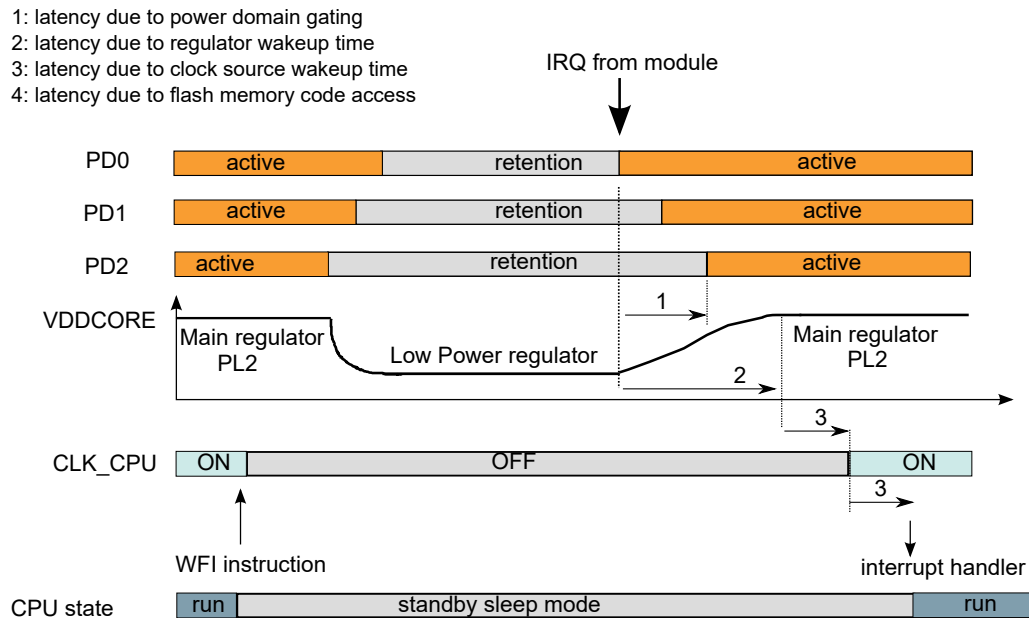 1: latency due to power domain gating
2: latency due to regulator wakeup time
3: latency due to clock source wakeup time
4: latency due to flash memory code access
IRQ from module
PD0 active retention active
PD1 active retention active
PD2 active retention active
1
VDDCORE
Main regulator
PL2
Low Power regulator
Main regulator
PL2
2
3
CLK_CPU ON OFF ON
3
WFI instruction
interrupt handler
CPU state run standby sleep mode run